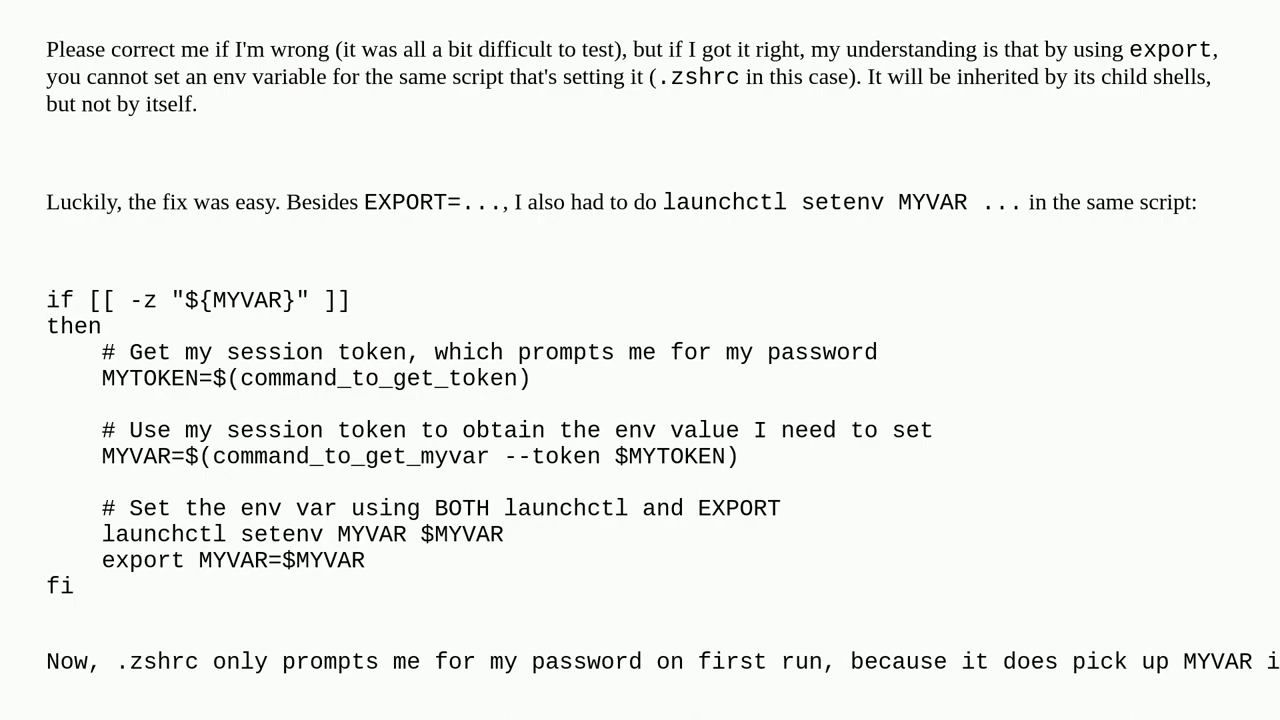 Please correct me if I'm wrong (it was all a bit difficult to test), but if I got it right, my understanding is that by using export,
you cannot set an env variable for the same script that's setting it (.zshrc in this case). It will be inherited by its child shells,
but not by itself.
Luckily, the fix was easy. Besides EXPORT=..., I also had to do launchctl setenv MYVAR ... in the same script:
if [[ -z "${MYVAR}" ]]
then
    # Get my session token, which prompts me for my password
    MYTOKEN=$(command_to_get_token)
    # Use my session token to obtain the env value I need to set
    MYVAR=$(command_to_get_myvar --token $MYTOKEN)
    # Set the env var using BOTH launchctl and EXPORT
    launchctl setenv MYVAR $MYVAR
    export MYVAR=$MYVAR
fi
Now, .zshrc only prompts me for my password on first run, because it does pick up MYVAR